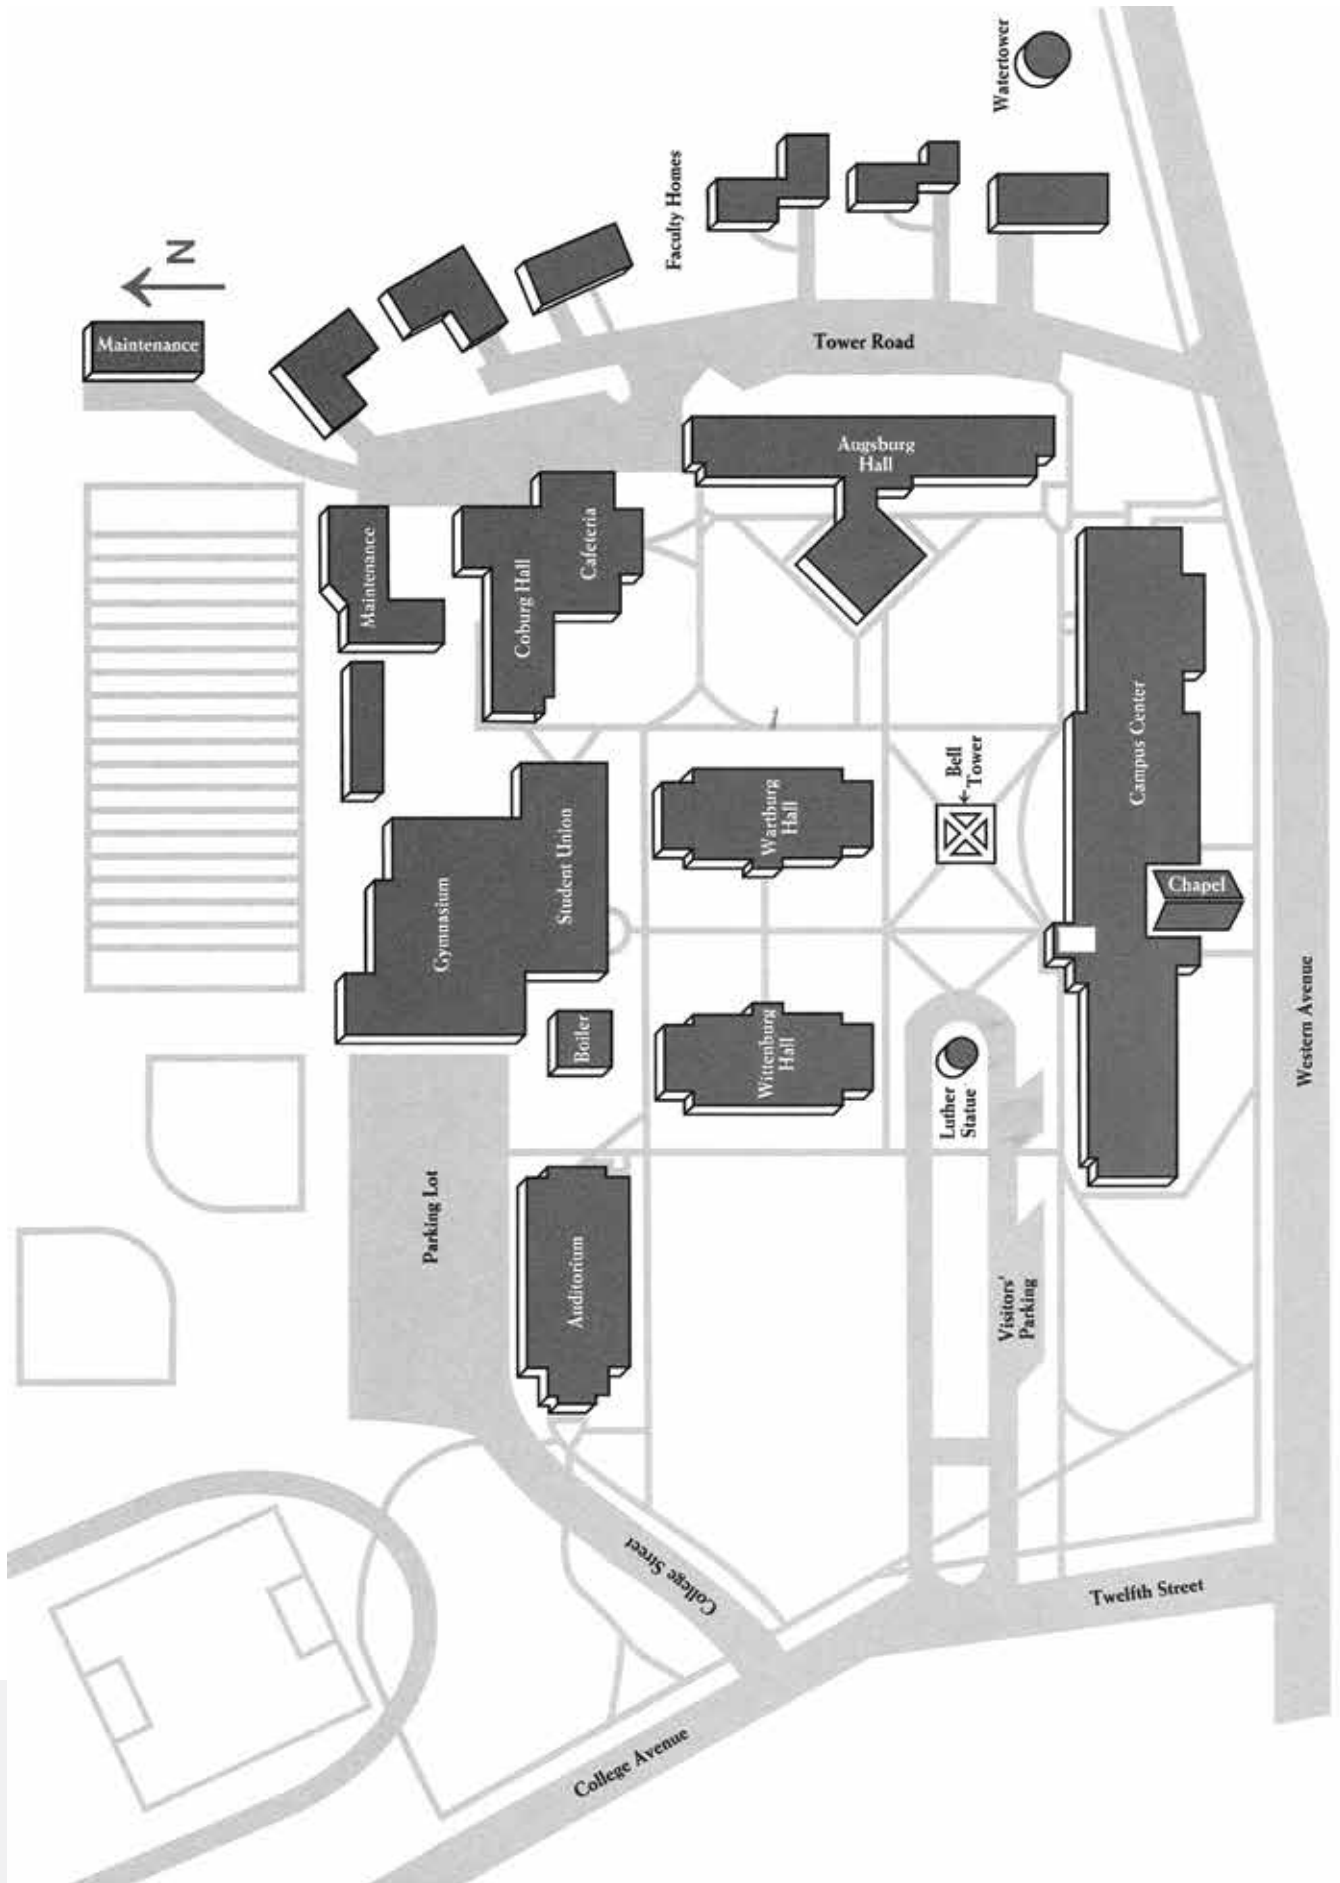 Watertower
Faculty Homes
N
Maintenance
Tower Road
Augsburg
Hall
Maintenance
Coburg Hall
Cafeteria
Campus Center
Bell
Tower
Wartburg
Hall
Student Union
Gymnasium
Chapel
Western Avenue
Boiler
Wittenburg
Hall
Luther
Statue
Parking Lot
Auditorium
Visitors'
Parking
College Street
Twelfth Street
College Avenue